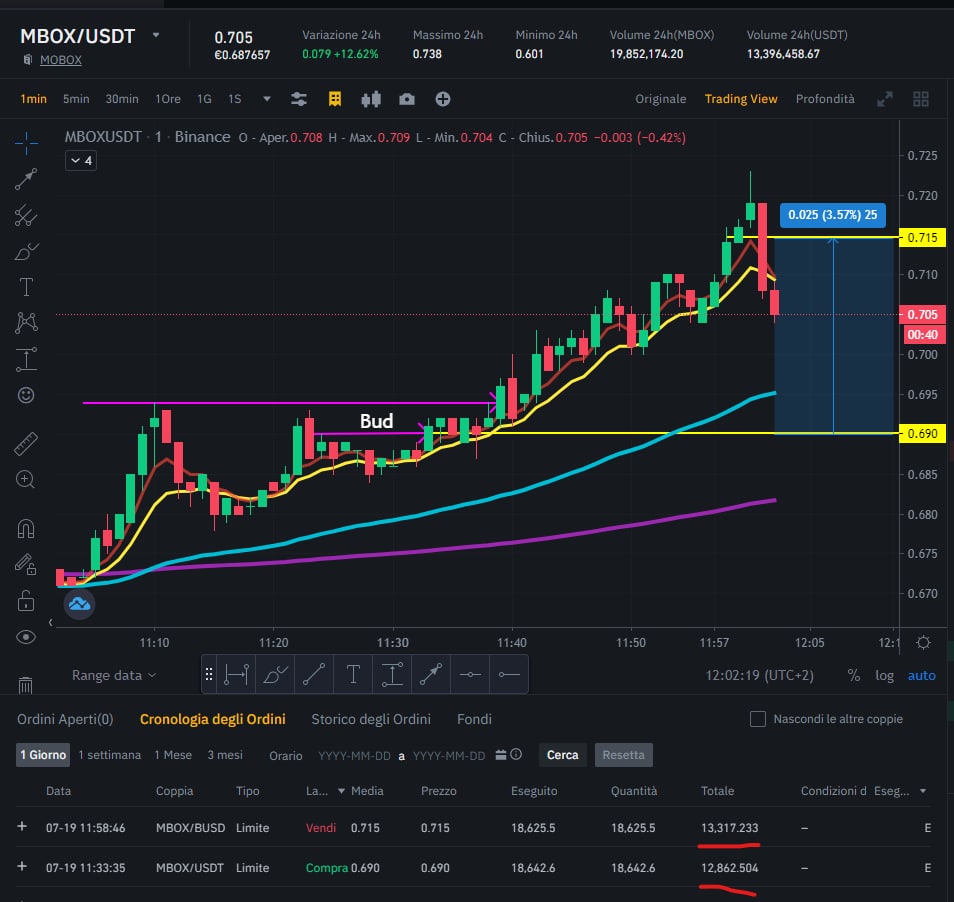 MBOX/USDT
MOBOX
0.705
€0.687657
Variazione 24h
0.079 +12.62%
Massimo 24h
0.738
Minimo 24h
0.601
Volume 24h(MBOX)
19,852,174.20
Volume 24h(USDT)
13,396,458.67
1min 5min 30min 1Ore 1G 1S
Originale Trading View Profondità
MBOXUSDT · 1 · Binance O - Aper.0.708 H - Max.0.709 L - Min.0.704 C - Chius.0.705 −0.003 (−0.42%)
4
0.725
0.720
0.025 (3.57%) 25
0.715
0.710
0.705
00:40
0.700
0.695
Bud
0.690
0.685
0.680
0.675
0.670
11:10 11:20 11:30 11:40 11:50 11:57 12:05 12:1
Range data
12:02:19 (UTC+2) % log auto
Ordini Aperti(0) Cronologia degli Ordini Storico degli Ordini Fondi
Nascondi le altre coppie
1 Giorno 1 settimana 1 Mese 3 mesi Orario YYYY-MM-DD a YYYY-MM-DD Cerca Resetta
Data Coppia Tipo La... Media Prezzo Eseguito Quantità Totale Condizioni d Eseg...
07-19 11:58:46 MBOX/BUSD Limite Vendi 0.715 0.715 18,625.5 18,625.5 13,317.233 – E
07-19 11:33:35 MBOX/USDT Limite Compra 0.690 0.690 18,642.6 18,642.6 12,862.504 – E